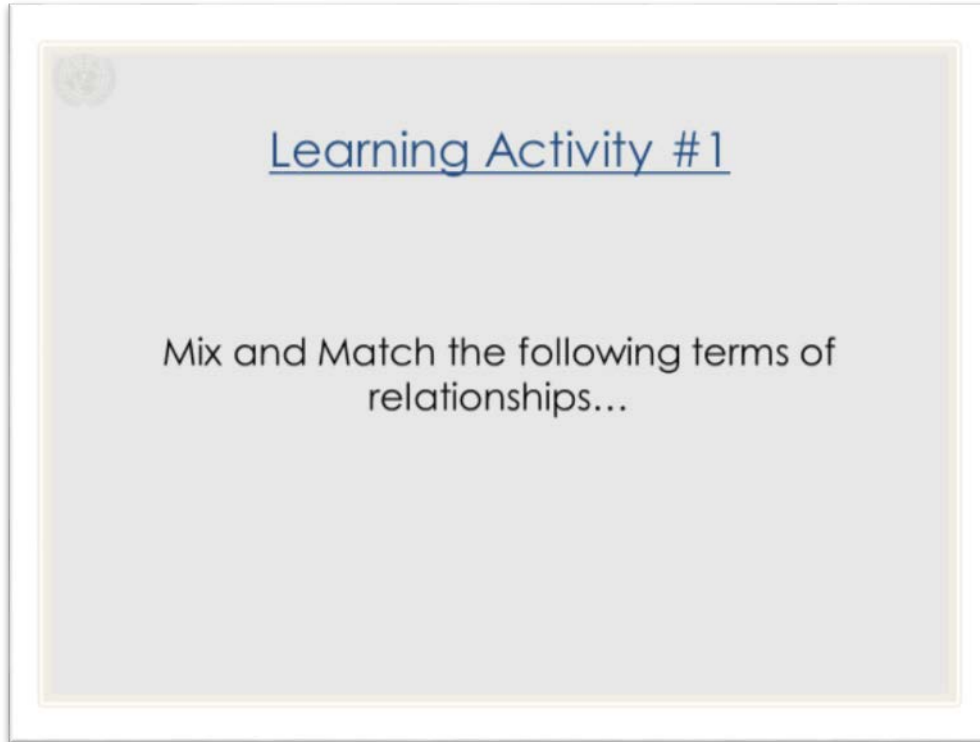 Learning Activity #1
Mix and Match the following terms of
relationships…